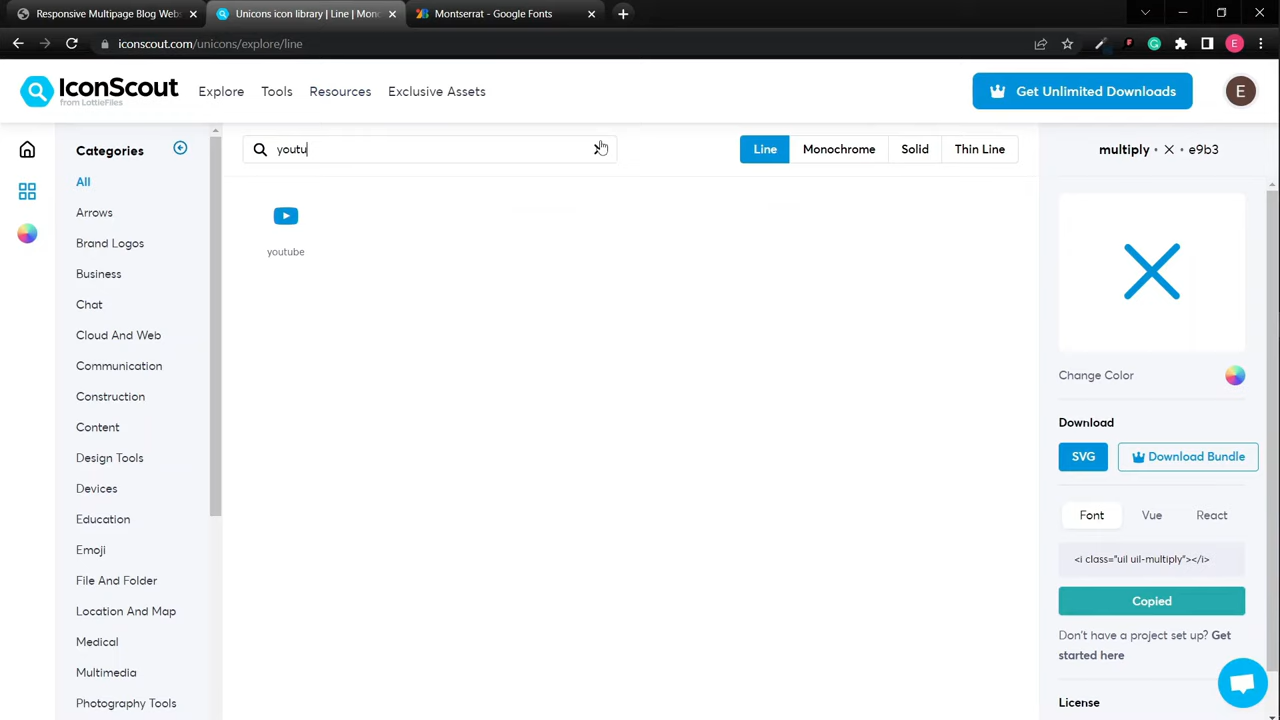 Responsive Multipage Blog Webs
Unicons icon library | Line | Mon
Montserrat - Google Fonts
iconscout.com/unicons/explore/line
E
IconScout
from LottieFiles
Explore
Tools
Resources
Exclusive Assets
Get Unlimited Downloads
E
Categories
youtu
Line
Monochrome
Solid
Thin Line
multiply • × • e9b3
All
Arrows
Brand Logos
Business
Chat
Cloud And Web
Communication
Construction
Content
Design Tools
Devices
Education
Emoji
File And Folder
Location And Map
Medical
Multimedia
Photography Tools
youtube
Change Color
Download
SVG
Download Bundle
Font
Vue
React
<i class="uil uil-multiply"></i>
Copied
Don't have a project set up? Get
started here
License